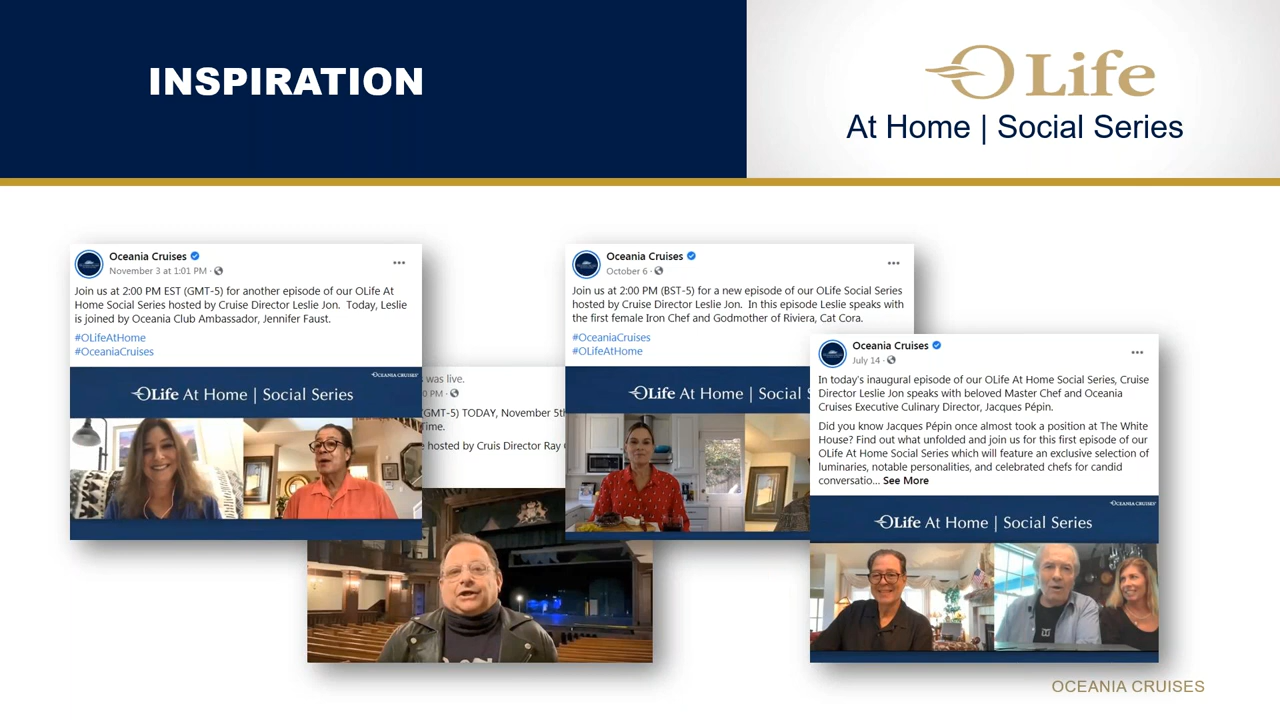 INSPIRATION
OLife
At Home | Social Series
Oceania Cruises
November 3 at 1:01 PM ·
Join us at 2:00 PM EST (GMT-5) for another episode of our OLife At
Home Social Series hosted by Cruise Director Leslie Jon. Today, Leslie
is joined by Oceania Club Ambassador, Jennifer Faust.
#OLifeAtHome
#OceaniaCruises
OCEANIA CRUISES
OLife At Home | Social Series
was live.
PM ·
(GMT-5) TODAY, November 5th
ime.
hosted by Cruis Director Ray
Oceania Cruises
October 6 ·
Join us at 2:00 PM (BST-5) for a new episode of our OLife Social Series
hosted by Cruise Director Leslie Jon. In this episode Leslie speaks with
the first female Iron Chef and Godmother of Riviera, Cat Cora.
#OceaniaCruises
#OLifeAtHome
OLife At Home | S
Oceania Cruises
July 14 ·
In today's inaugural episode of our OLife At Home Social Series, Cruise
Director Leslie Jon speaks with beloved Master Chef and Oceania
Cruises Executive Culinary Director, Jacques Pépin.
Did you know Jacques Pépin once almost took a position at The White
House? Find out what unfolded and join us for this first episode of our
OLife At Home Social Series which will feature an exclusive selection of
luminaries, notable personalities, and celebrated chefs for candid
conversatio... See More
OCEANIA CRUISES
OLife At Home | Social Series
OCEANIA CRUISES